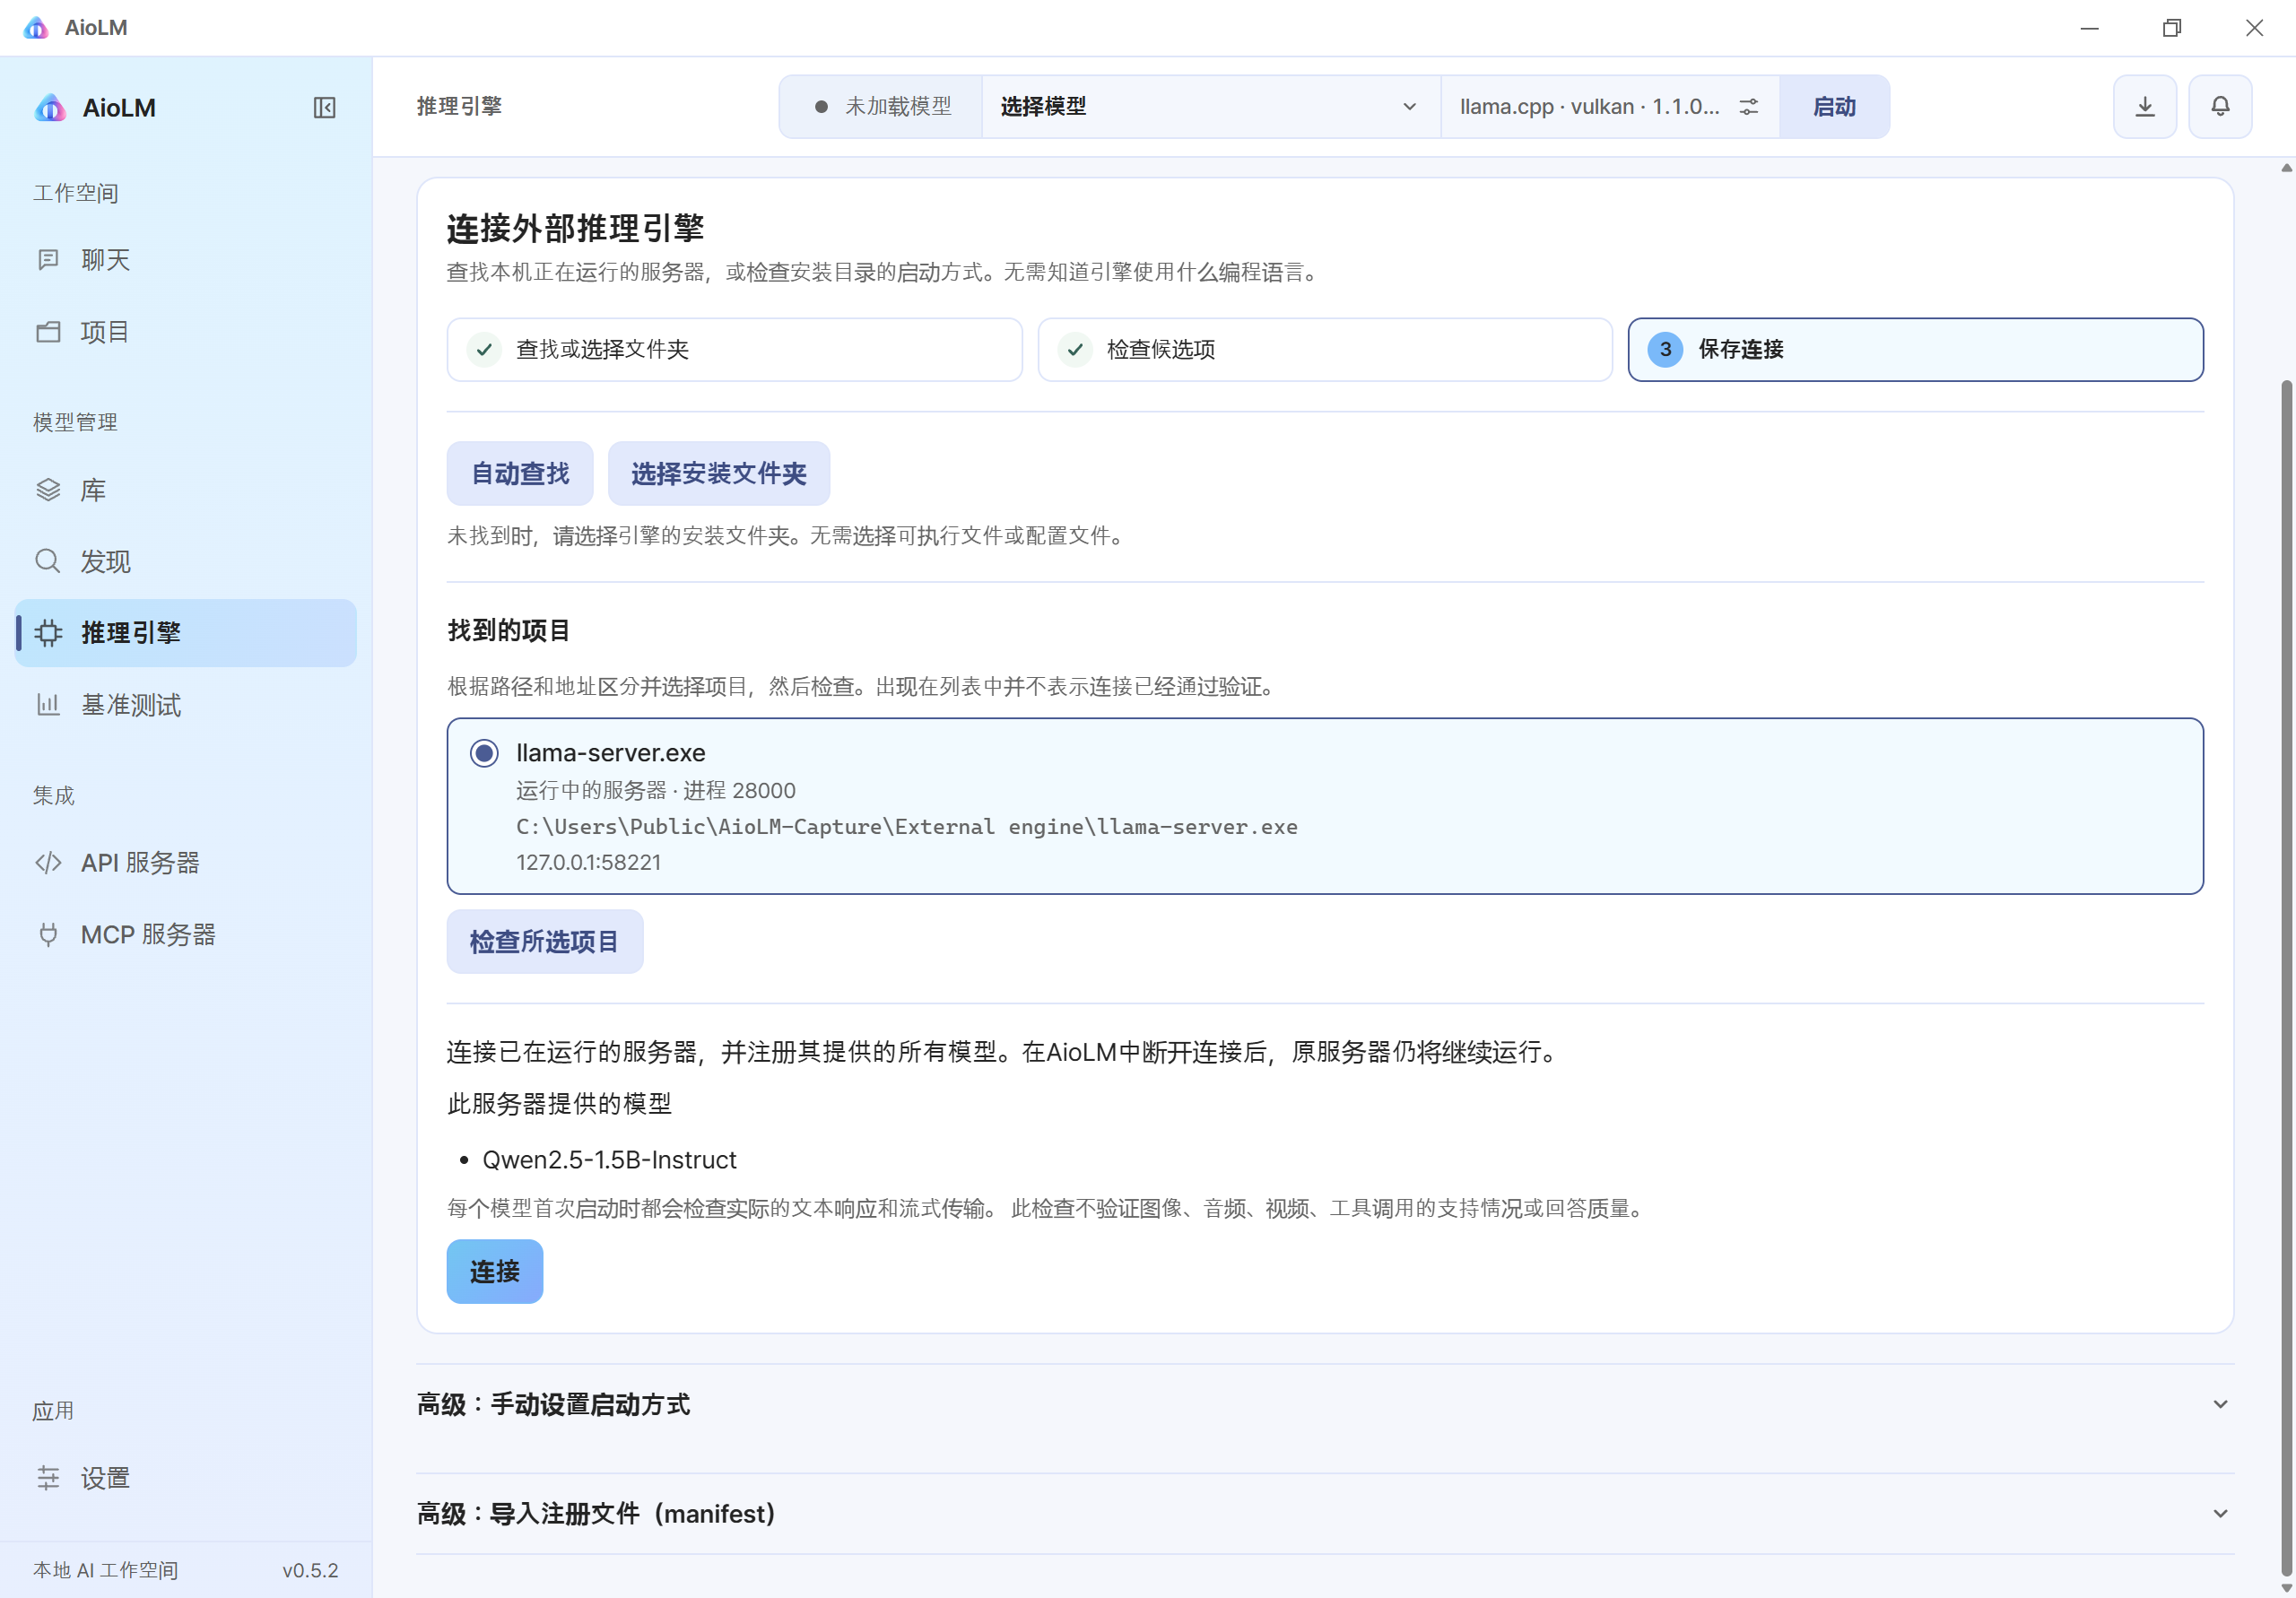 AioLM
AioLM
工作空间
聊天
项目
模型管理
库
发现
推理引擎
基准测试
集成
API 服务器
MCP 服务器
应用
设置
本地 AI 工作空间
v0.5.2
推理引擎
未加载模型
选择模型
llama.cpp · vulkan · 1.1.0...
启动
连接外部推理引擎
查找本机正在运行的服务器，或检查安装目录的启动方式。无需知道引擎使用什么编程语言。
查找或选择文件夹
检查候选项
3 保存连接
自动查找
选择安装文件夹
未找到时，请选择引擎的安装文件夹。无需选择可执行文件或配置文件。
找到的项目
根据路径和地址区分并选择项目，然后检查。出现在列表中并不表示连接已经通过验证。
llama-server.exe
运行中的服务器 · 进程 28000
C:\Users\Public\AioLM-Capture\External engine\llama-server.exe
127.0.0.1:58221
检查所选项目
连接已在运行的服务器，并注册其提供的所有模型。在AioLM中断开连接后，原服务器仍将继续运行。
此服务器提供的模型
• Qwen2.5-1.5B-Instruct
每个模型首次启动时都会检查实际的文本响应和流式传输。 此检查不验证图像、音频、视频、工具调用的支持情况或回答质量。
连接
高级：手动设置启动方式
高级：导入注册文件（manifest）